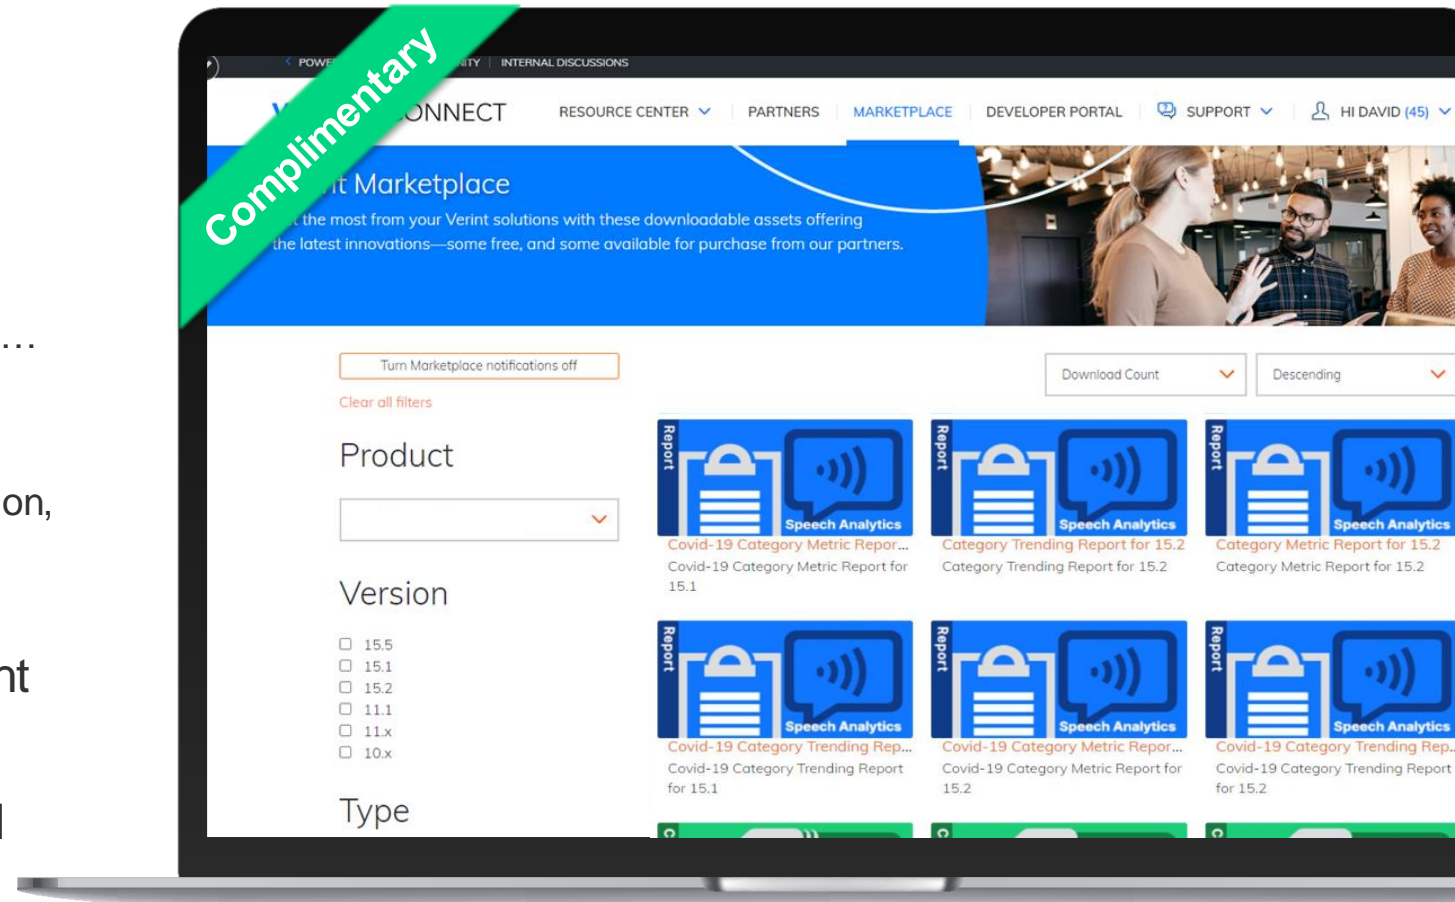 …
on,
nt
Complimentary
INTERNAL DISCUSSIONS
CONNECT
RESOURCE CENTER
PARTNERS
MARKETPLACE
DEVELOPER PORTAL
SUPPORT
HI DAVID (45)
Marketplace
the most from your Verint solutions with these downloadable assets offering
the latest innovations—some free, and some available for purchase from our partners.
Turn Marketplace notifications off
Clear all filters
Download Count
Descending
Product
Version
15.5
15.1
15.2
11.1
11.x
10.x
Type
Report
Speech Analytics
Covid-19 Category Metric Repor...
Covid-19 Category Metric Report for
15.1
Report
Speech Analytics
Category Trending Report for 15.2
Category Trending Report for 15.2
Report
Speech Analytics
Category Metric Report for 15.2
Category Metric Report for 15.2
Report
Speech Analytics
Covid-19 Category Trending Rep...
Covid-19 Category Trending Report
for 15.1
Report
Speech Analytics
Covid-19 Category Metric Repor...
Covid-19 Category Metric Report for
15.2
Report
Speech Analytics
Covid-19 Category Trending Rep...
Covid-19 Category Trending Report
for 15.2